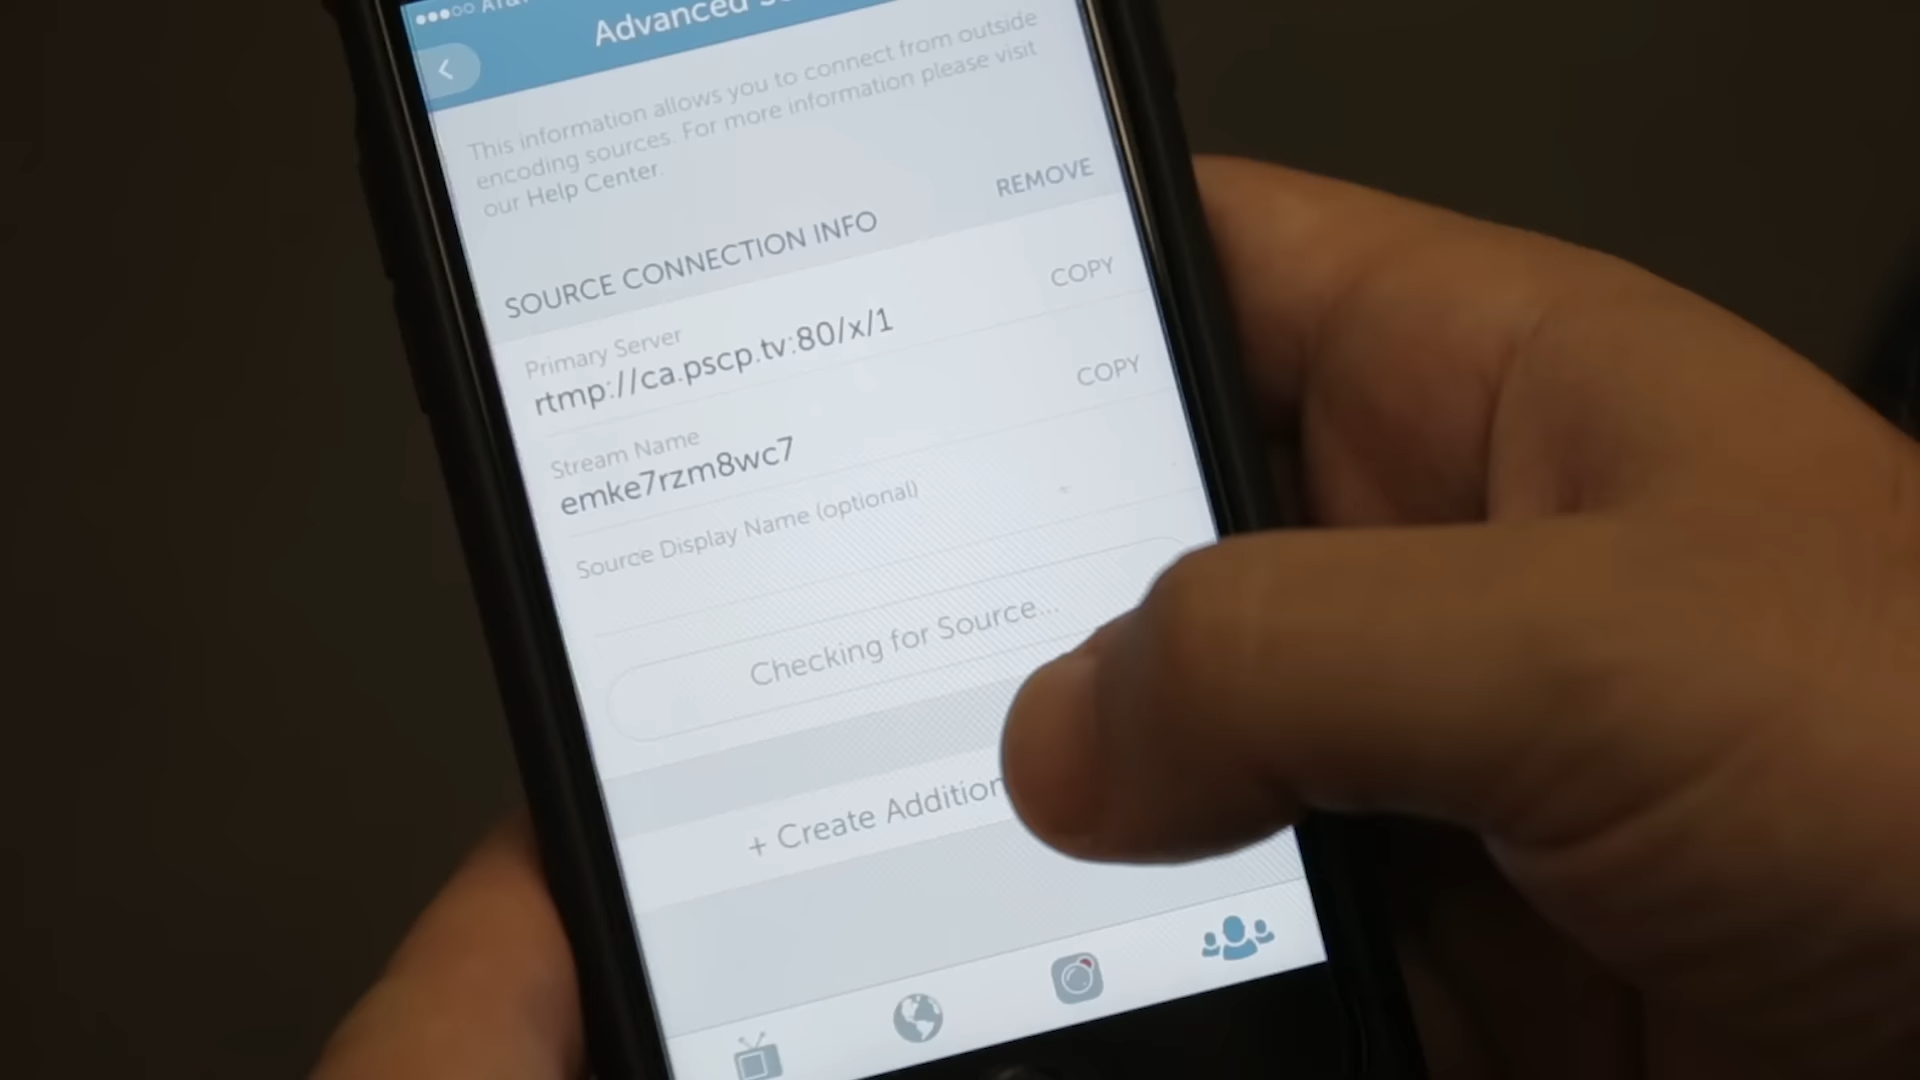 Advanced
This information allows you to connect from outside
encoding sources. For more information please visit
our Help Center.
SOURCE CONNECTION INFO
REMOVE
Primary Server
rtmp://ca.pscp.tv:80/x/1
COPY
Stream Name
emke7rzm8wc7
COPY
Source Display Name (optional)
Checking for Source...
+ Create Addition